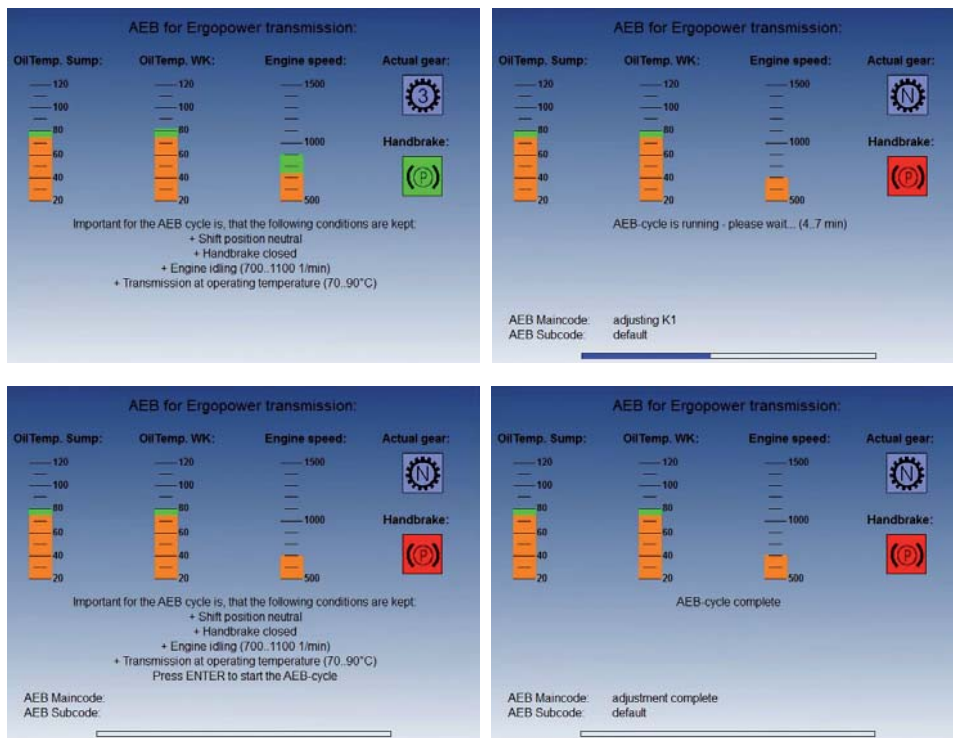 AEB for Ergopower transmission:
OilTemp. Sump: OilTemp. WK: Engine speed: Actual gear:
120 120 1500
3
100 100
80 80 1000 Handbrake:
60 60
(P)
40 40
20 20 500
Important for the AEB cycle is, that the following conditions are kept:
+ Shift position neutral
+ Handbrake closed
+ Engine idling (700..1100 1/min)
+ Transmission at operating temperature (70..90°C)
AEB for Ergopower transmission:
OilTemp. Sump: OilTemp. WK: Engine speed: Actual gear:
120 120 1500
N
100 100
80 80 1000 Handbrake:
60 60
(P)
40 40
20 20 500
AEB-cycle is running - please wait... (4..7 min)
AEB Maincode: adjusting K1
AEB Subcode: default
AEB for Ergopower transmission:
OilTemp. Sump: OilTemp. WK: Engine speed: Actual gear:
120 120 1500
N
100 100
80 80 1000 Handbrake:
60 60
(P)
40 40
20 20 500
Important for the AEB cycle is, that the following conditions are kept:
+ Shift position neutral
+ Handbrake closed
+ Engine idling (700..1100 1/min)
+ Transmission at operating temperature (70..90°C)
Press ENTER to start the AEB-cycle
AEB Maincode:
AEB Subcode:
AEB for Ergopower transmission:
OilTemp. Sump: OilTemp. WK: Engine speed: Actual gear:
120 120 1500
N
100 100
80 80 1000 Handbrake:
60 60
(P)
40 40
20 20 500
AEB-cycle complete
AEB Maincode: adjustment complete
AEB Subcode: default